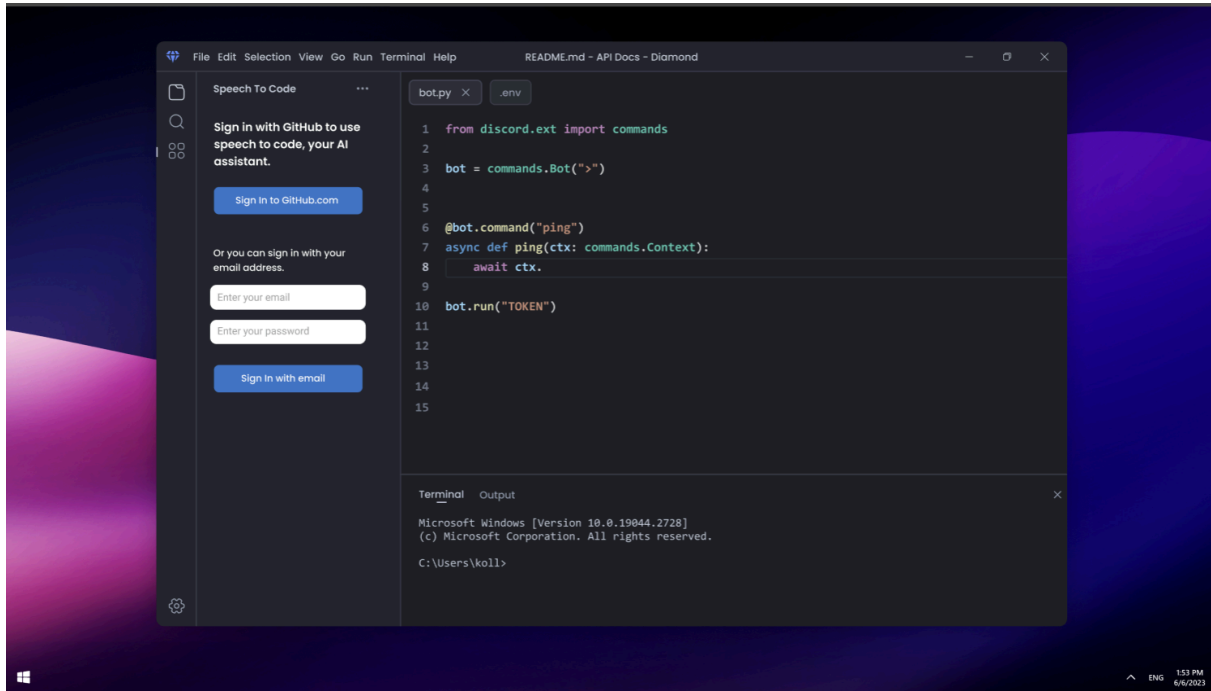 File Edit Selection View Go Run Terminal Help
README.md - API Docs - Diamond
Speech To Code
Sign in with GitHub to use
speech to code, your AI
assistant.
Sign In to GitHub.com
Or you can sign in with your
email address.
Enter your email
Enter your password
Sign In with email
bot.py
.env
1 from discord.ext import commands
2
3 bot = commands.Bot(">")
4
5
6 @bot.command("ping")
7 async def ping(ctx: commands.Context):
8     await ctx.
9
10 bot.run("TOKEN")
11
12
13
14
15
Terminal Output
Microsoft Windows [Version 10.0.19044.2728]
(c) Microsoft Corporation. All rights reserved.
C:\Users\koll>
ENG
1:53 PM
6/6/2023